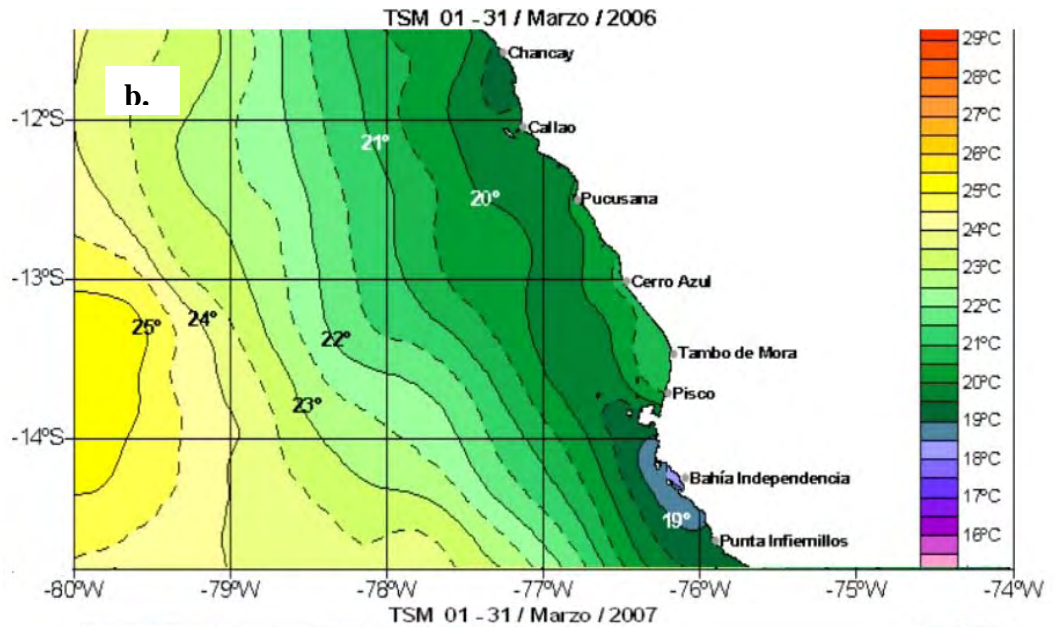 TSM 01 - 31 / Marzo / 2006
b.
Chancay
29ºC
28ºC
27ºC
-12ºS
Callao
21º
26ºC
20º
Pucusana
25ºC
24ºC
-13ºS
Cerro Azul
23ºC
25º
24º
22º
22ºC
Tambo de Mora
21ºC
23º
Pisco
20ºC
-14ºS
19ºC
Bahía Independencia
18ºC
17ºC
19º
Punta Infiernillos
16ºC
-80ºW
-79ºW
-78ºW
-77ºW
-76ºW
-75ºW
-74ºW
TSM 01 - 31 / Marzo / 2007